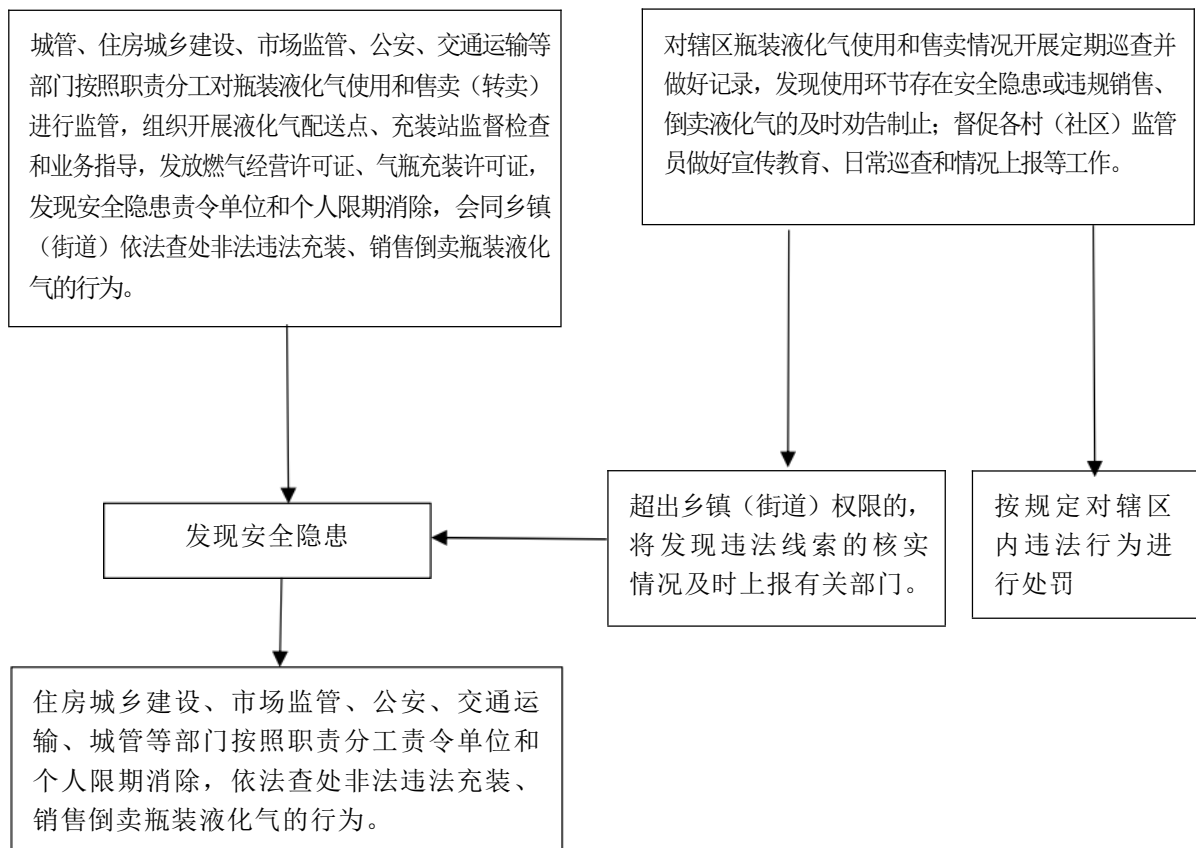 城管、住房城乡建设、市场监管、公安、交通运输等
部门按照职责分工对瓶装液化气使用和售卖（转卖）
进行监管，组织开展液化气配送点、充装站监督检查
和业务指导，发放燃气经营许可证、气瓶充装许可证，
发现安全隐患责令单位和个人限期消除，会同乡镇
（街道）依法查处非法违法充装、销售倒卖瓶装液化
气的行为。
对辖区瓶装液化气使用和售卖情况开展定期巡查并
做好记录，发现使用环节存在安全隐患或违规销售、
倒卖液化气的及时劝告制止；督促各村（社区）监管
员做好宣传教育、日常巡查和情况上报等工作。
发现安全隐患
超出乡镇（街道）权限的，
将发现违法线索的核实
情况及时上报有关部门。
按规定对辖区
内违法行为进
行处罚
住房城乡建设、市场监管、公安、交通运
输、城管等部门按照职责分工责令单位和
个人限期消除，依法查处非法违法充装、
销售倒卖瓶装液化气的行为。